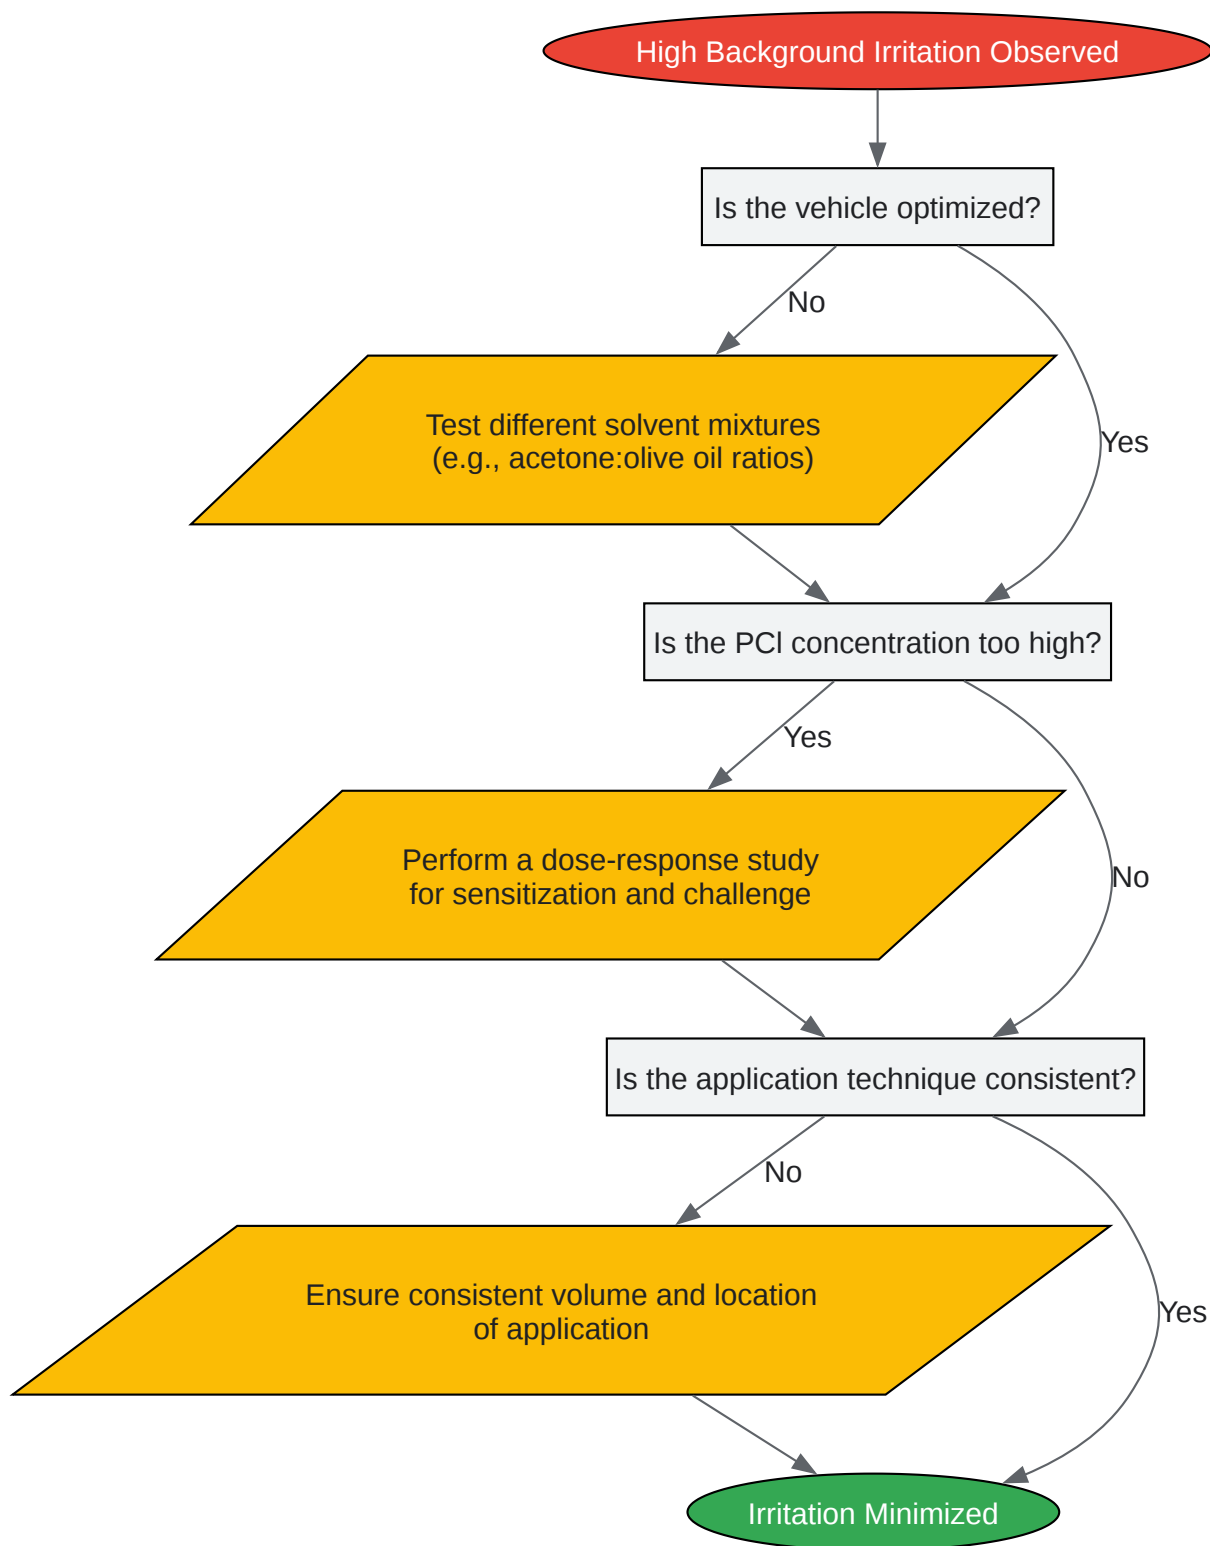 High Background Irritation Observed
Is the vehicle optimized?
No
Test different solvent mixtures
(e.g., acetone:olive oil ratios)
Yes
Is the PCl concentration too high?
Yes
Perform a dose-response study
for sensitization and challenge
No
Is the application technique consistent?
No
Ensure consistent volume and location
of application
Yes
Irritation Minimized